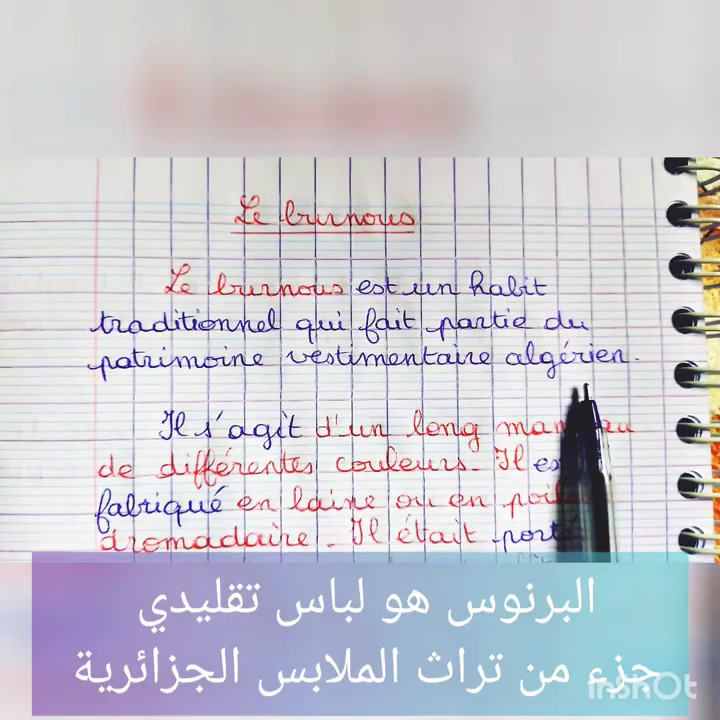 Le burnous
Le burnous est un habit
traditionnel qui fait partie du
patrimoine vestimentaire algérien.
Il s'agit d'un long
de différentes couleurs. Il
fabriqué en laine ou en
dromadaire. Il était porté
البرنوس هو لباس تقليدي
جزء من تراث الملابس الجزائرية
inshOt